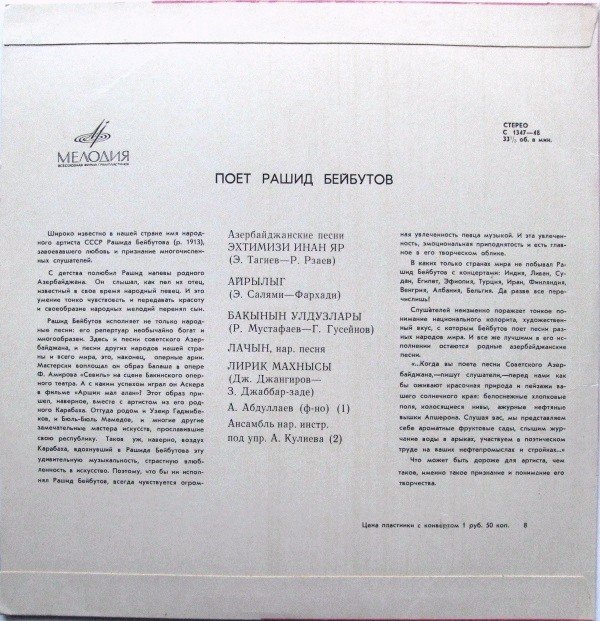 МЕЛОДИЯ
ВСЕСОЮЗНАЯ ФИРМА ГРАМПЛАСТИНОК
СТЕРЕО
С 1347—48
33⅓ об. в мин.
ПОЕТ РАШИД БЕЙБУТОВ
Широко известно в нашей стране имя народ-
ного артиста СССР Рашида Бейбутова (р. 1915),
завоевавшего любовь и признание многочислен-
ных слушателей.
С детства полюбил Рашид напевы родного
Азербайджана. Он слышал, как пел их отец,
известный в свое время народный певец. И это
умение тонко чувствовать и передавать красоту
и своеобразие народных мелодий перенял сын.
Рашид Бейбутов исполняет не только народ-
ные песни: его репертуар необычайно богат и
многообразен. Здесь и песни советского Азер-
байджана, и песни других народов нашей стра-
ны и всего мира, это, наконец, оперные арии.
Мастерски воплощал он образ Балаша в опере
Ф. Амирова «Севиль» на сцене Бакинского опер-
ного театра. А с каким успехом играл он Аскера
в фильме «Аршин мал алан»! Этот образ при-
шел, наверное, вместе с артистом из его род-
ного Карабаха. Оттуда родом и Узеир Гаджибе-
ков, и Бюль-Бюль Мамедов, и многие другие
замечательные мастера искусств, прославившие
свою республику. Таков уж, наверно, воздух
Карабаха, вдохнувший в Рашида Бейбутова эту
удивительную музыкальность, страстную влюб-
ленность в искусство. Поэтому, что бы ни испол-
нял Рашид Бейбутов, всегда чувствуется огром-
Азербайджанские песни
ЭХТИМИЗИ ИНАН ЯР
(Э. Тагиев—Р. Рзаев)
АЙРЫЛЫГ
(Э. Салями—Фархади)
БАКЫНЫН УЛДУЗЛАРЫ
(Р. Мустафаев—Г. Гусейнов)
ЛАЧЫН, нар. песня
ЛИРИК МАХНЫСЫ
(Дж. Джангиров—
З. Джаббар-заде)
А. Абдуллаев (ф-но) (1)
Ансамбль нар. инстр.
под упр. А. Кулиева (2)
ная увлеченность певца музыкой. И эта увлечен-
ность, эмоциональная приподнятость и есть глав-
ное в его творческом облике.
В каких только странах мира не побывал Ра-
шид Бейбутов с концертами: Индия, Ливан, Су-
дан, Египет, Эфиопия, Турция, Иран, Финляндия,
Венгрия, Албания, Бельгия. Да разве все пере-
числишь!
Слушателей неизменно поражает тонкое по-
нимание национального колорита, художествен-
ный вкус, с которым Бейбутов поет песни раз-
ных народов мира. И все же лучшими в его ис-
полнении остаются родные азербайджанские
песни.
«..Когда вы поете песни Советского Азер-
байджана,—пишут слушатели,—перед нами как
бы оживают красочная природа и пейзажи ва-
шего солнечного края: белоснежные хлопковые
поля, колосящиеся нивы, ажурные нефтяные
вышки Апшерона. Слушая вас, мы представляем
себе ароматные фруктовые сады, слышим жур-
чание воды в арыках, участвуем в поэтическом
труде на ваших нефтепромыслах и стройках..»
Что может быть дороже для артиста, чем
такое, именно такое признание и понимание его
творчества.
Цена пластинки с конвертом 1 руб. 50 коп. 8